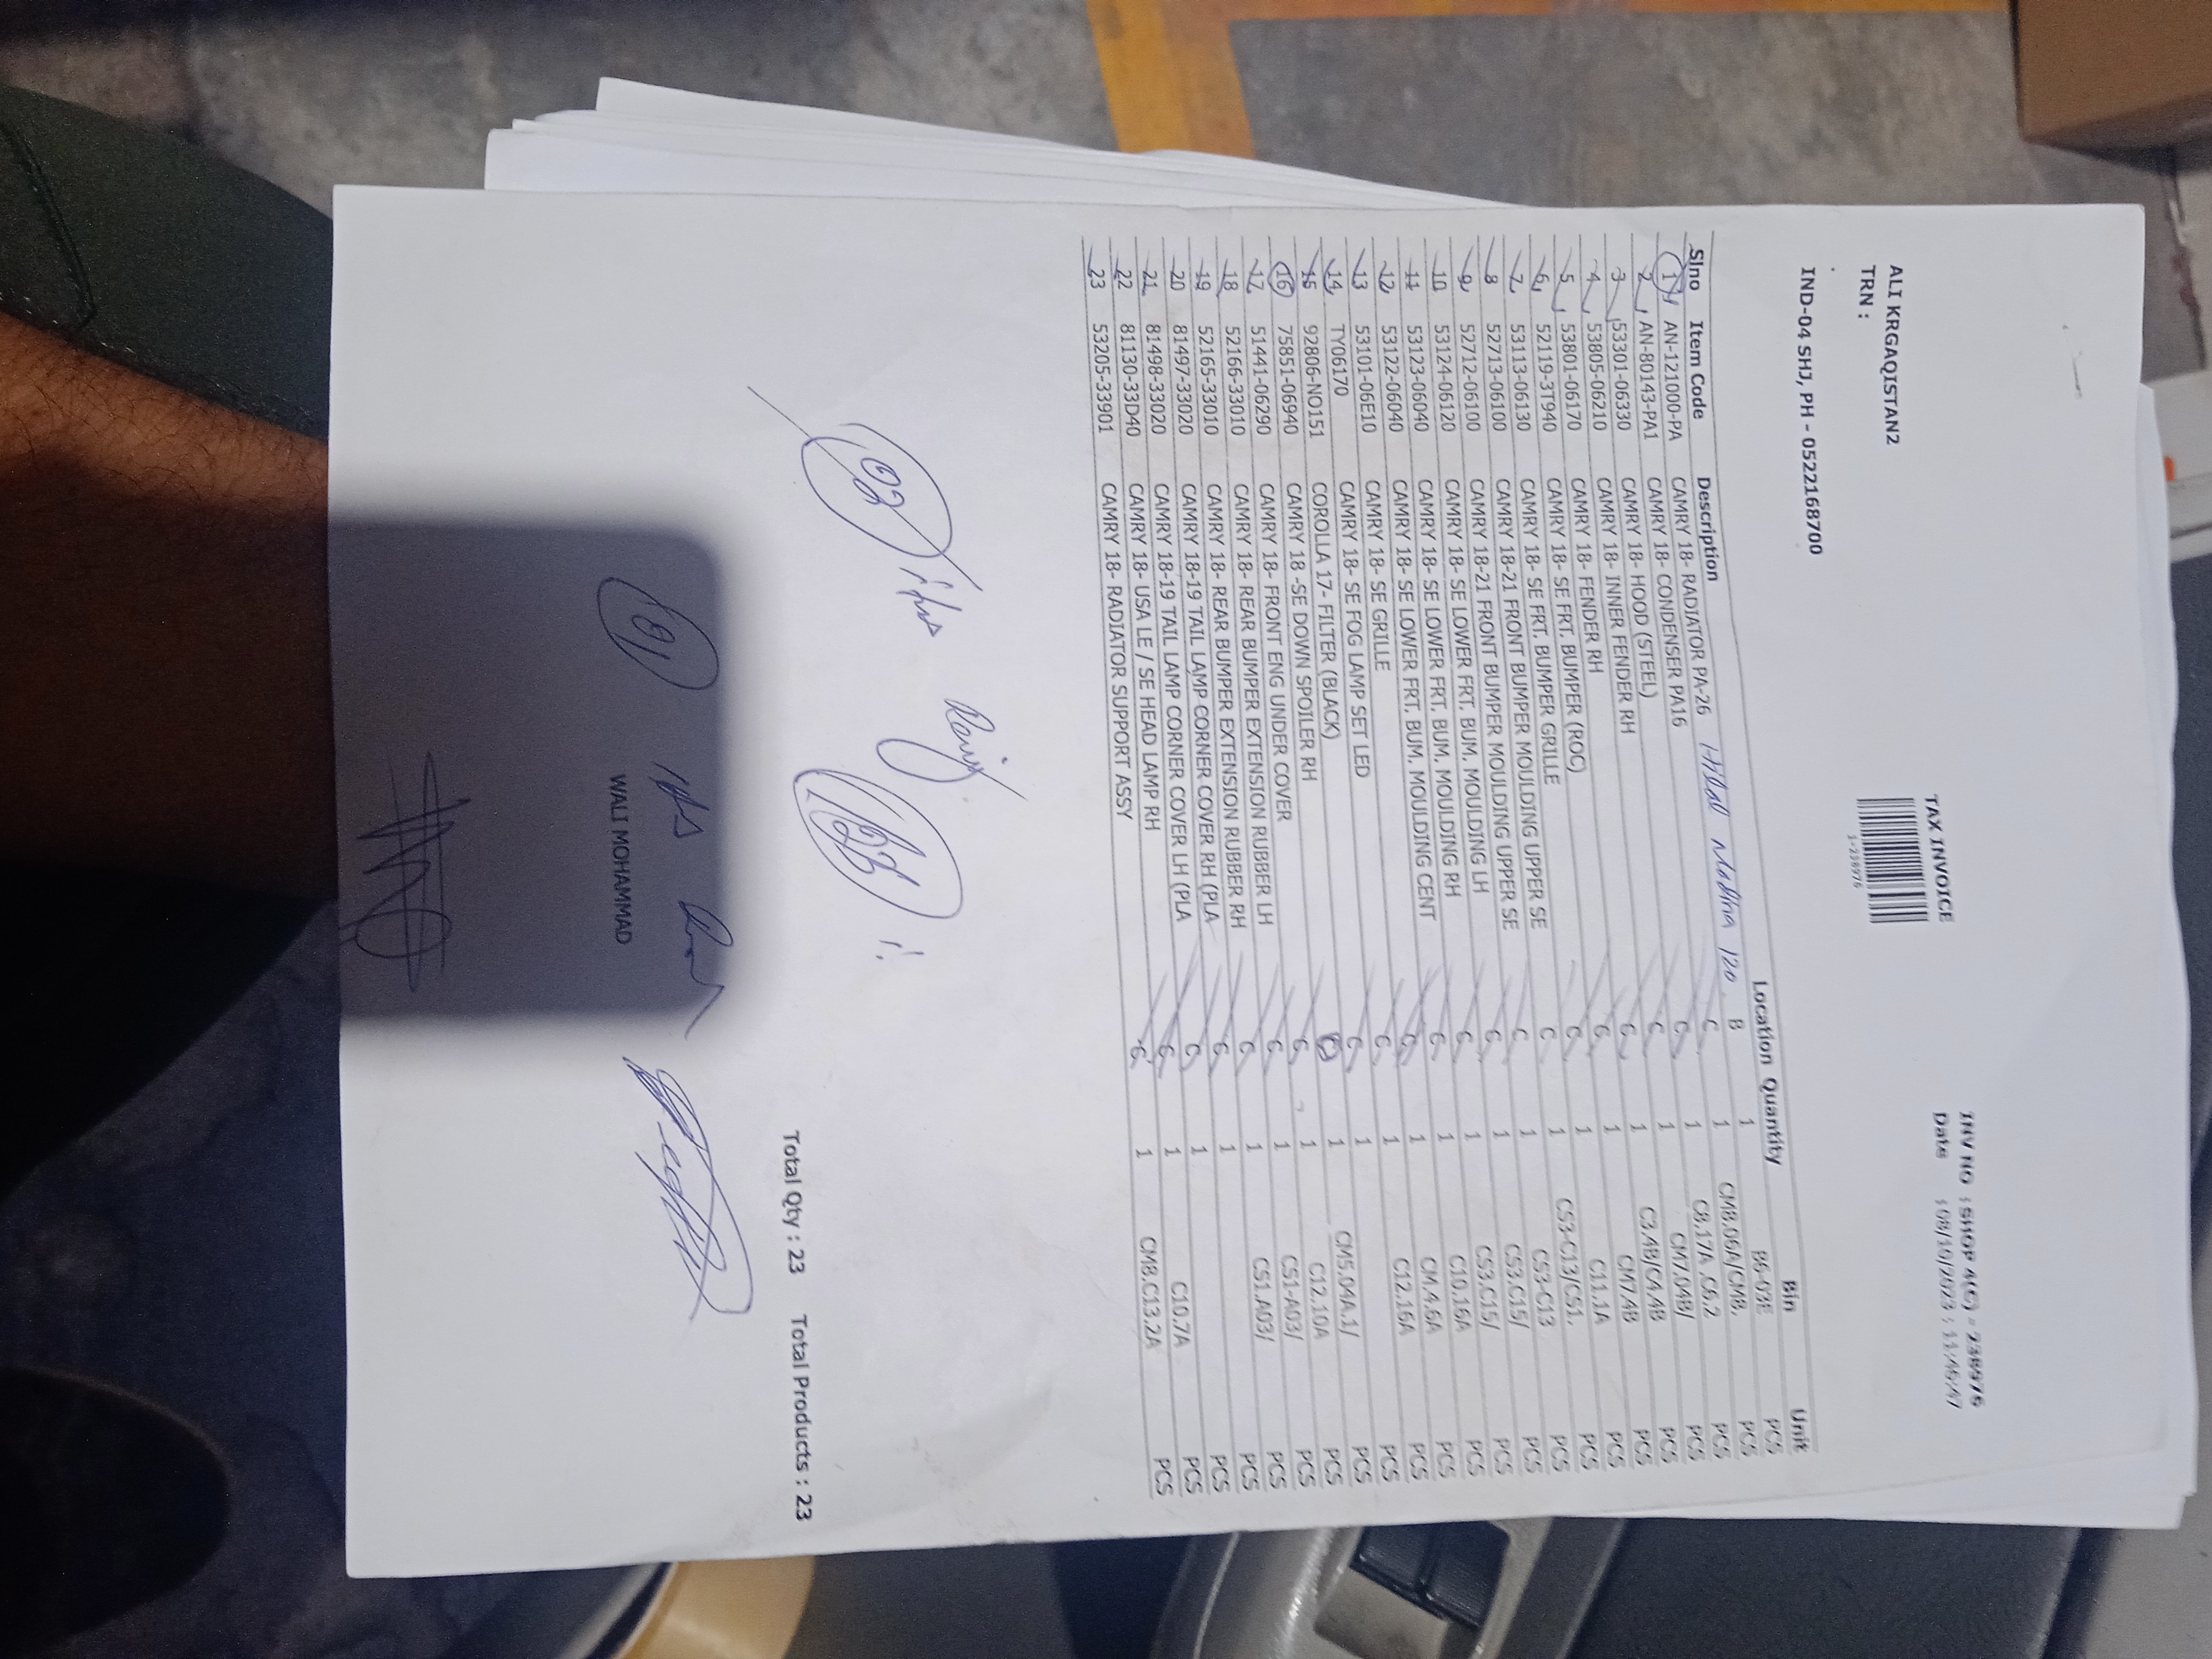 TAX INVOICE
INV NO : SHOP 4(C) - 238976
ALI KRGAQISTAN2
Date : 08/10/2023 : 11:46:47
TRN :
1-238976
IND-04 SHJ, PH - 0522168700
Slno Item Code Description Location Quantity Bin Unit
1 AN-121000-PA CAMRY 18- RADIATOR PA-26 120 B 1 B6-03E PCS
2 AN-80143-PA1 CAMRY 18- CONDENSER PA16 C 1 CM8.06A/CM8. PCS
3 53301-06330 CAMRY 18- HOOD (STEEL) C 1 C8.17A ,C6.2 PCS
4 53805-06210 CAMRY 18- INNER FENDER RH C 1 CM7.04B/ PCS
5 53801-06170 CAMRY 18- FENDER RH C 1 C3.4B/C4.4B PCS
6 52119-3T940 CAMRY 18- SE FRT. BUMPER (ROC) C 1 CM7.4B PCS
7 53113-06130 CAMRY 18- SE FRT. BUMPER GRILLE C 1 C11.1A PCS
8 52713-06100 CAMRY 18-21 FRONT BUMPER MOULDING UPPER SE C 1 CS3-C13/CS1. PCS
9 52712-06100 CAMRY 18-21 FRONT BUMPER MOULDING UPPER SE C 1 CS3-C13 PCS
10 53124-06120 CAMRY 18- SE LOWER FRT. BUM. MOULDING LH C 1 CS3.C15/ PCS
11 53123-06040 CAMRY 18- SE LOWER FRT. BUM. MOULDING RH C 1 CS3.C15/ PCS
12 53122-06040 CAMRY 18- SE LOWER FRT. BUM. MOULDING CENT C 1 C10.16A PCS
13 53101-06E10 CAMRY 18- SE GRILLE C 1 CM.4.6A PCS
14 TY06170 CAMRY 18- SE FOG LAMP SET LED C 1 C12.16A PCS
15 92806-NO151 COROLLA 17- FILTER (BLACK) C 1 PCS
16 75851-06940 CAMRY 18 -SE DOWN SPOILER RH 1 CM5.04A.1/ PCS
17 51441-06290 CAMRY 18- FRONT ENG UNDER COVER C 1 C12.10A PCS
18 52166-33010 CAMRY 18- REAR BUMPER EXTENSION RUBBER LH C 1 CS1-A03/ PCS
19 52165-33010 CAMRY 18- REAR BUMPER EXTENSION RUBBER RH C 1 CS1.A03/ PCS
20 81497-33020 CAMRY 18-19 TAIL LAMP CORNER COVER RH (PLA C 1 PCS
21 81498-33020 CAMRY 18-19 TAIL LAMP CORNER COVER LH (PLA C 1 PCS
22 81130-33D40 CAMRY 18- USA LE / SE HEAD LAMP RH C 1 C10.7A PCS
23 53205-33901 CAMRY 18- RADIATOR SUPPORT ASSY C 1 CM8.C13.2A PCS
Total Qty : 23 Total Products : 23
01
WALI MOHAMMAD